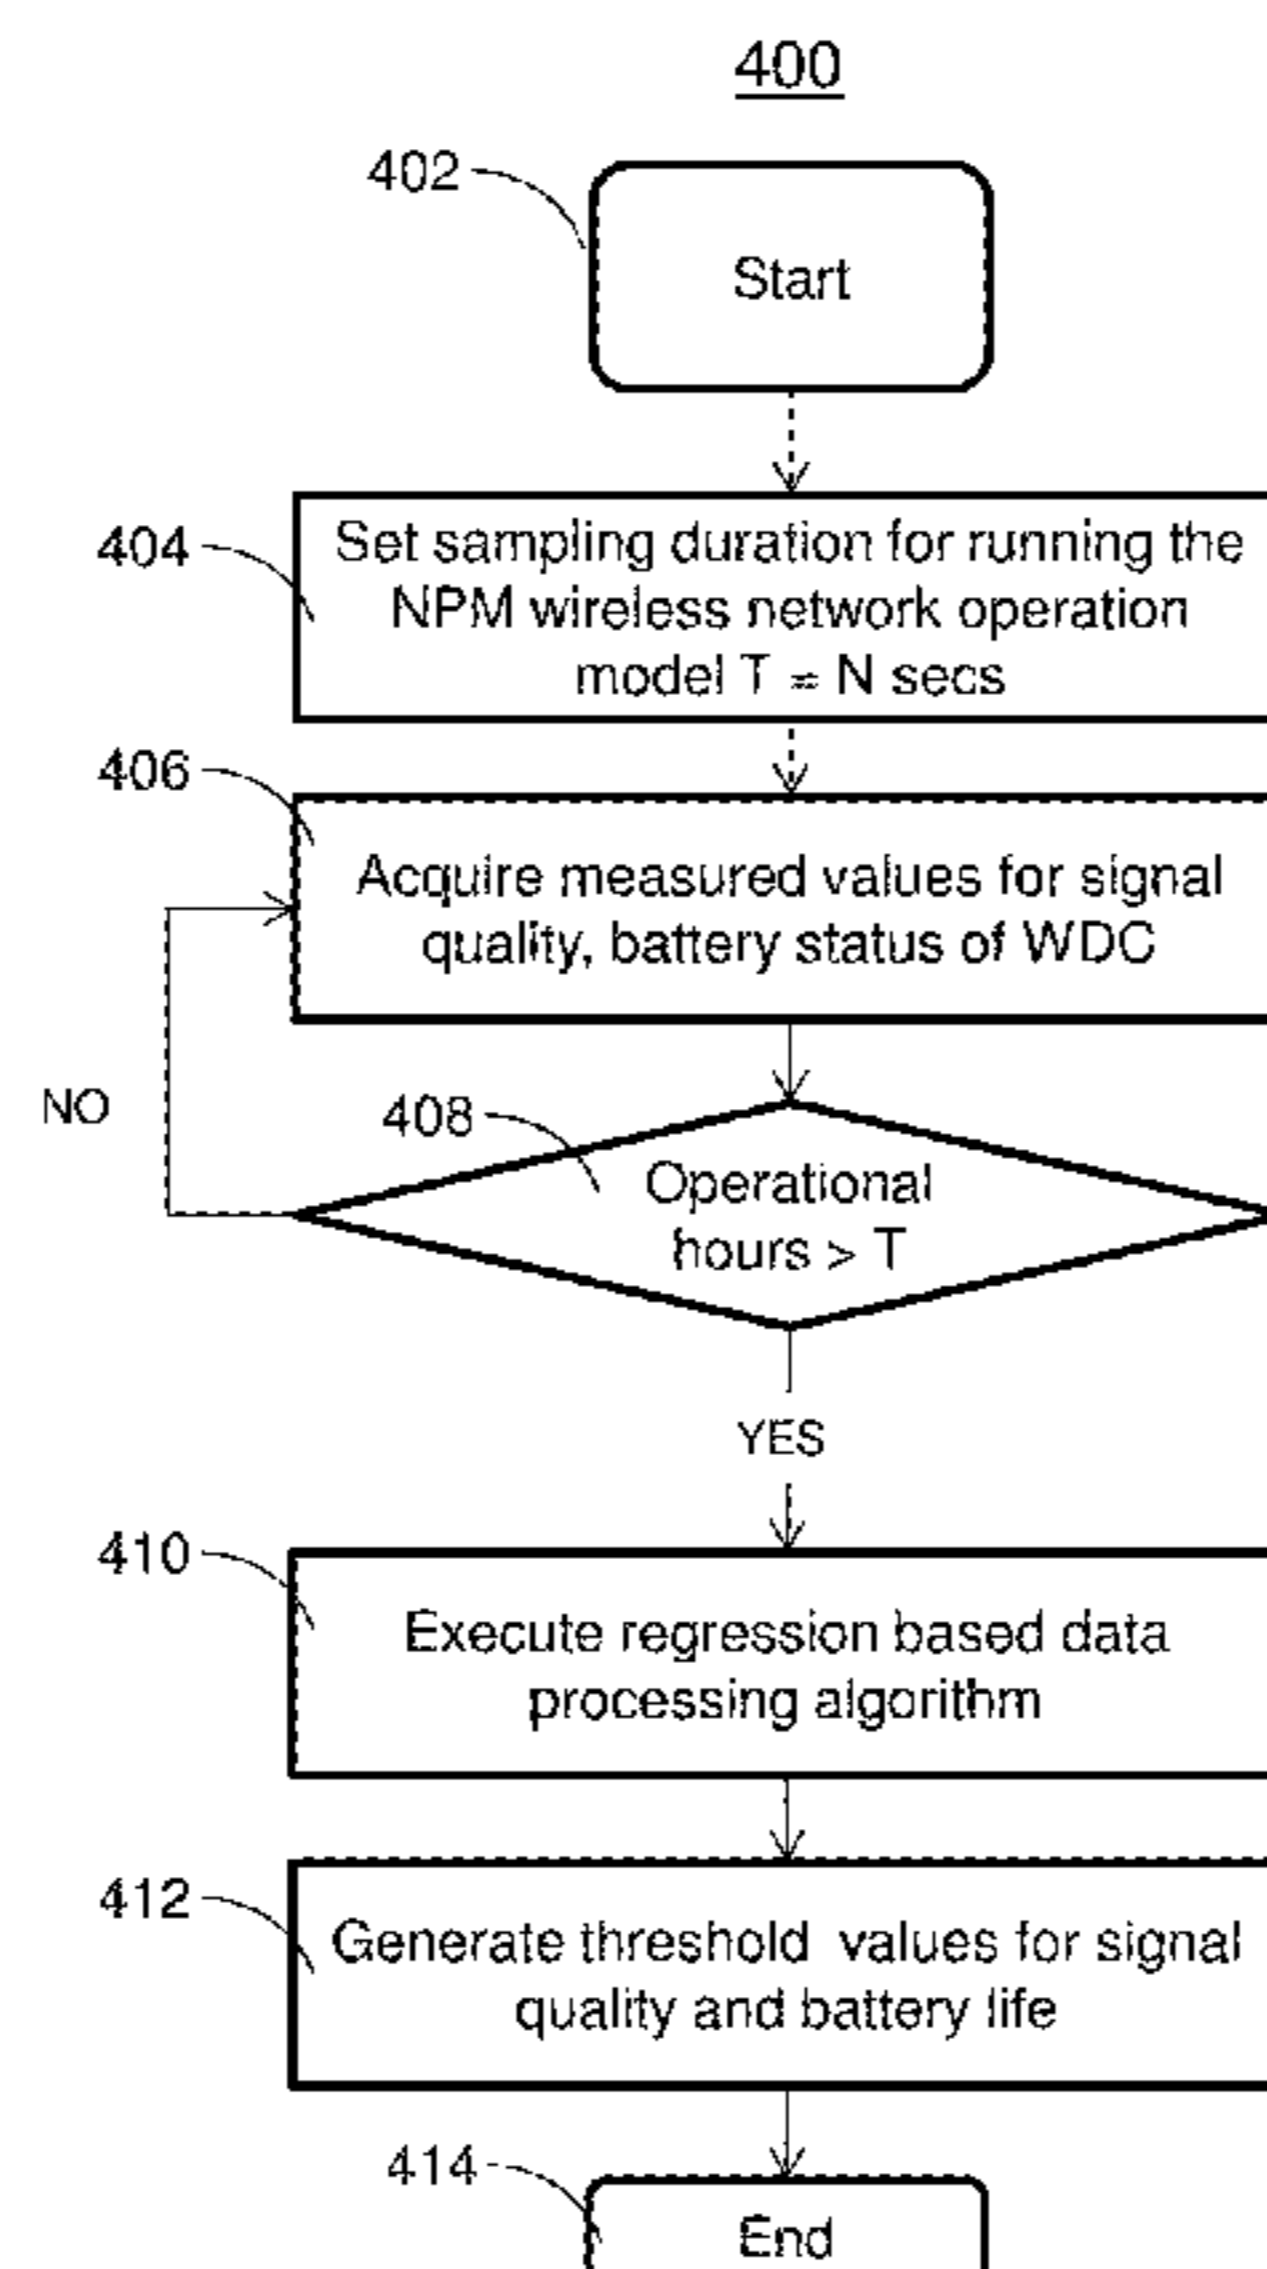 400
402
Start
404
Set sampling duration for running the
NPM wireless network operation
model T = N secs
406
Acquire measured values for signal
quality, battery status of WDC
NO
408
Operational
hours > T
YES
410
Execute regression based data
processing algorithm
412
Generate threshold values for signal
quality and battery life
414
End